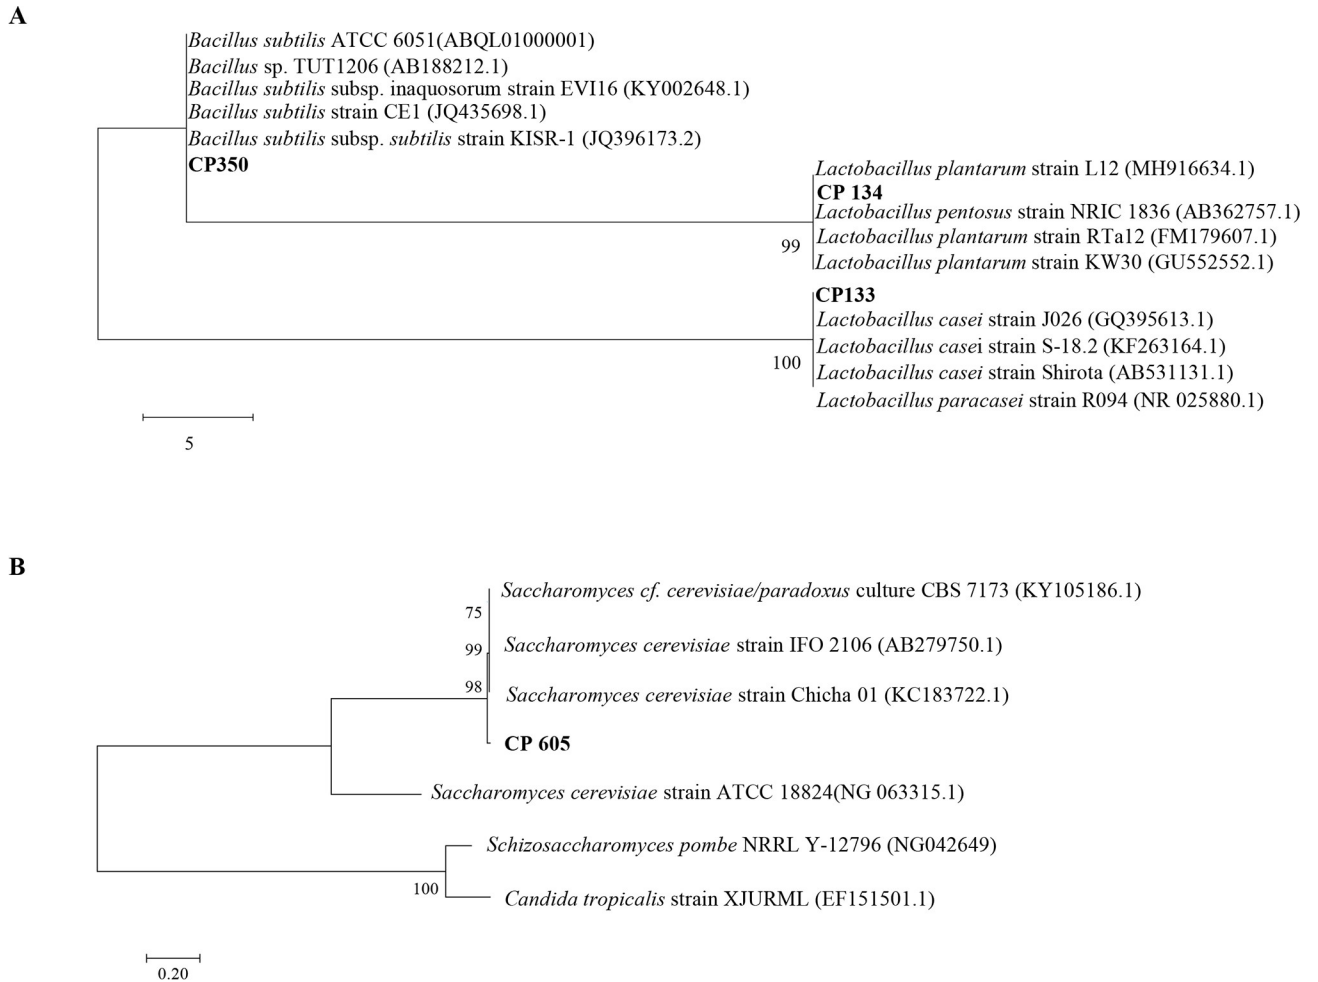 A
Bacillus subtilis ATCC 6051(ABQL01000001)
Bacillus sp. TUT1206 (AB188212.1)
Bacillus subtilis subsp. inaquosorum strain EVI16 (KY002648.1)
Bacillus subtilis strain CE1 (JQ435698.1)
Bacillus subtilis subsp. subtilis strain KISR-1 (JQ396173.2)
CP350
Lactobacillus plantarum strain L12 (MH916634.1)
CP 134
Lactobacillus pentosus strain NRIC 1836 (AB362757.1)
Lactobacillus plantarum strain RTa12 (FM179607.1)
99
Lactobacillus plantarum strain KW30 (GU552552.1)
CP133
Lactobacillus casei strain J026 (GQ395613.1)
Lactobacillus casei strain S-18.2 (KF263164.1)
100
Lactobacillus casei strain Shirota (AB531131.1)
Lactobacillus paracasei strain R094 (NR 025880.1)
5
B
Saccharomyces cf. cerevisiae/paradoxus culture CBS 7173 (KY105186.1)
75
99
Saccharomyces cerevisiae strain IFO 2106 (AB279750.1)
98
Saccharomyces cerevisiae strain Chicha 01 (KC183722.1)
CP 605
Saccharomyces cerevisiae strain ATCC 18824(NG 063315.1)
Schizosaccharomyces pombe NRRL Y-12796 (NG042649)
100
Candida tropicalis strain XJURML (EF151501.1)
0.20